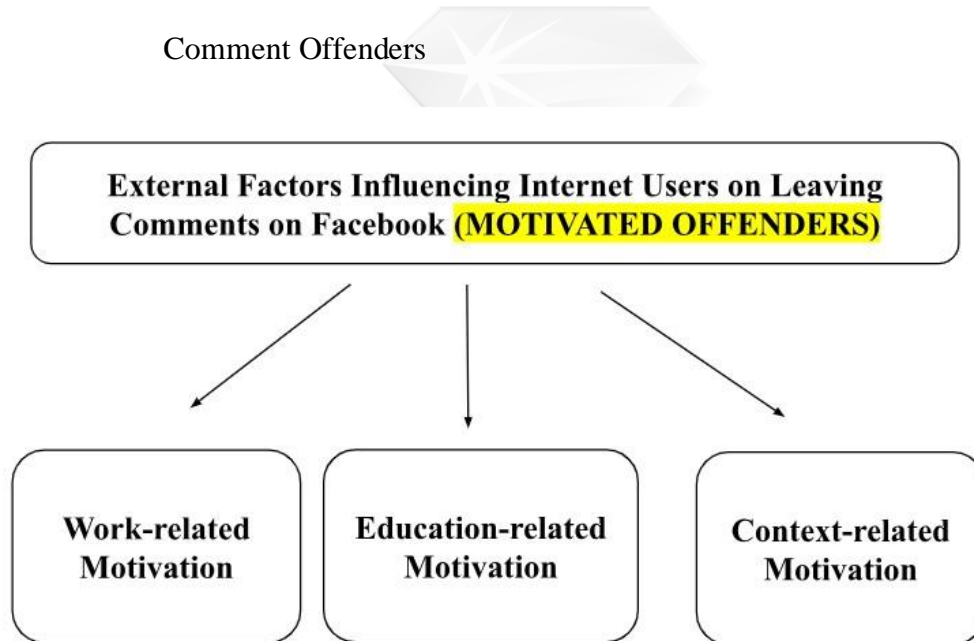 Comment Offenders
External Factors Influencing Internet Users on Leaving
Comments on Facebook (MOTIVATED OFFENDERS)
Work-related
Motivation
Education-related
Motivation
Context-related
Motivation